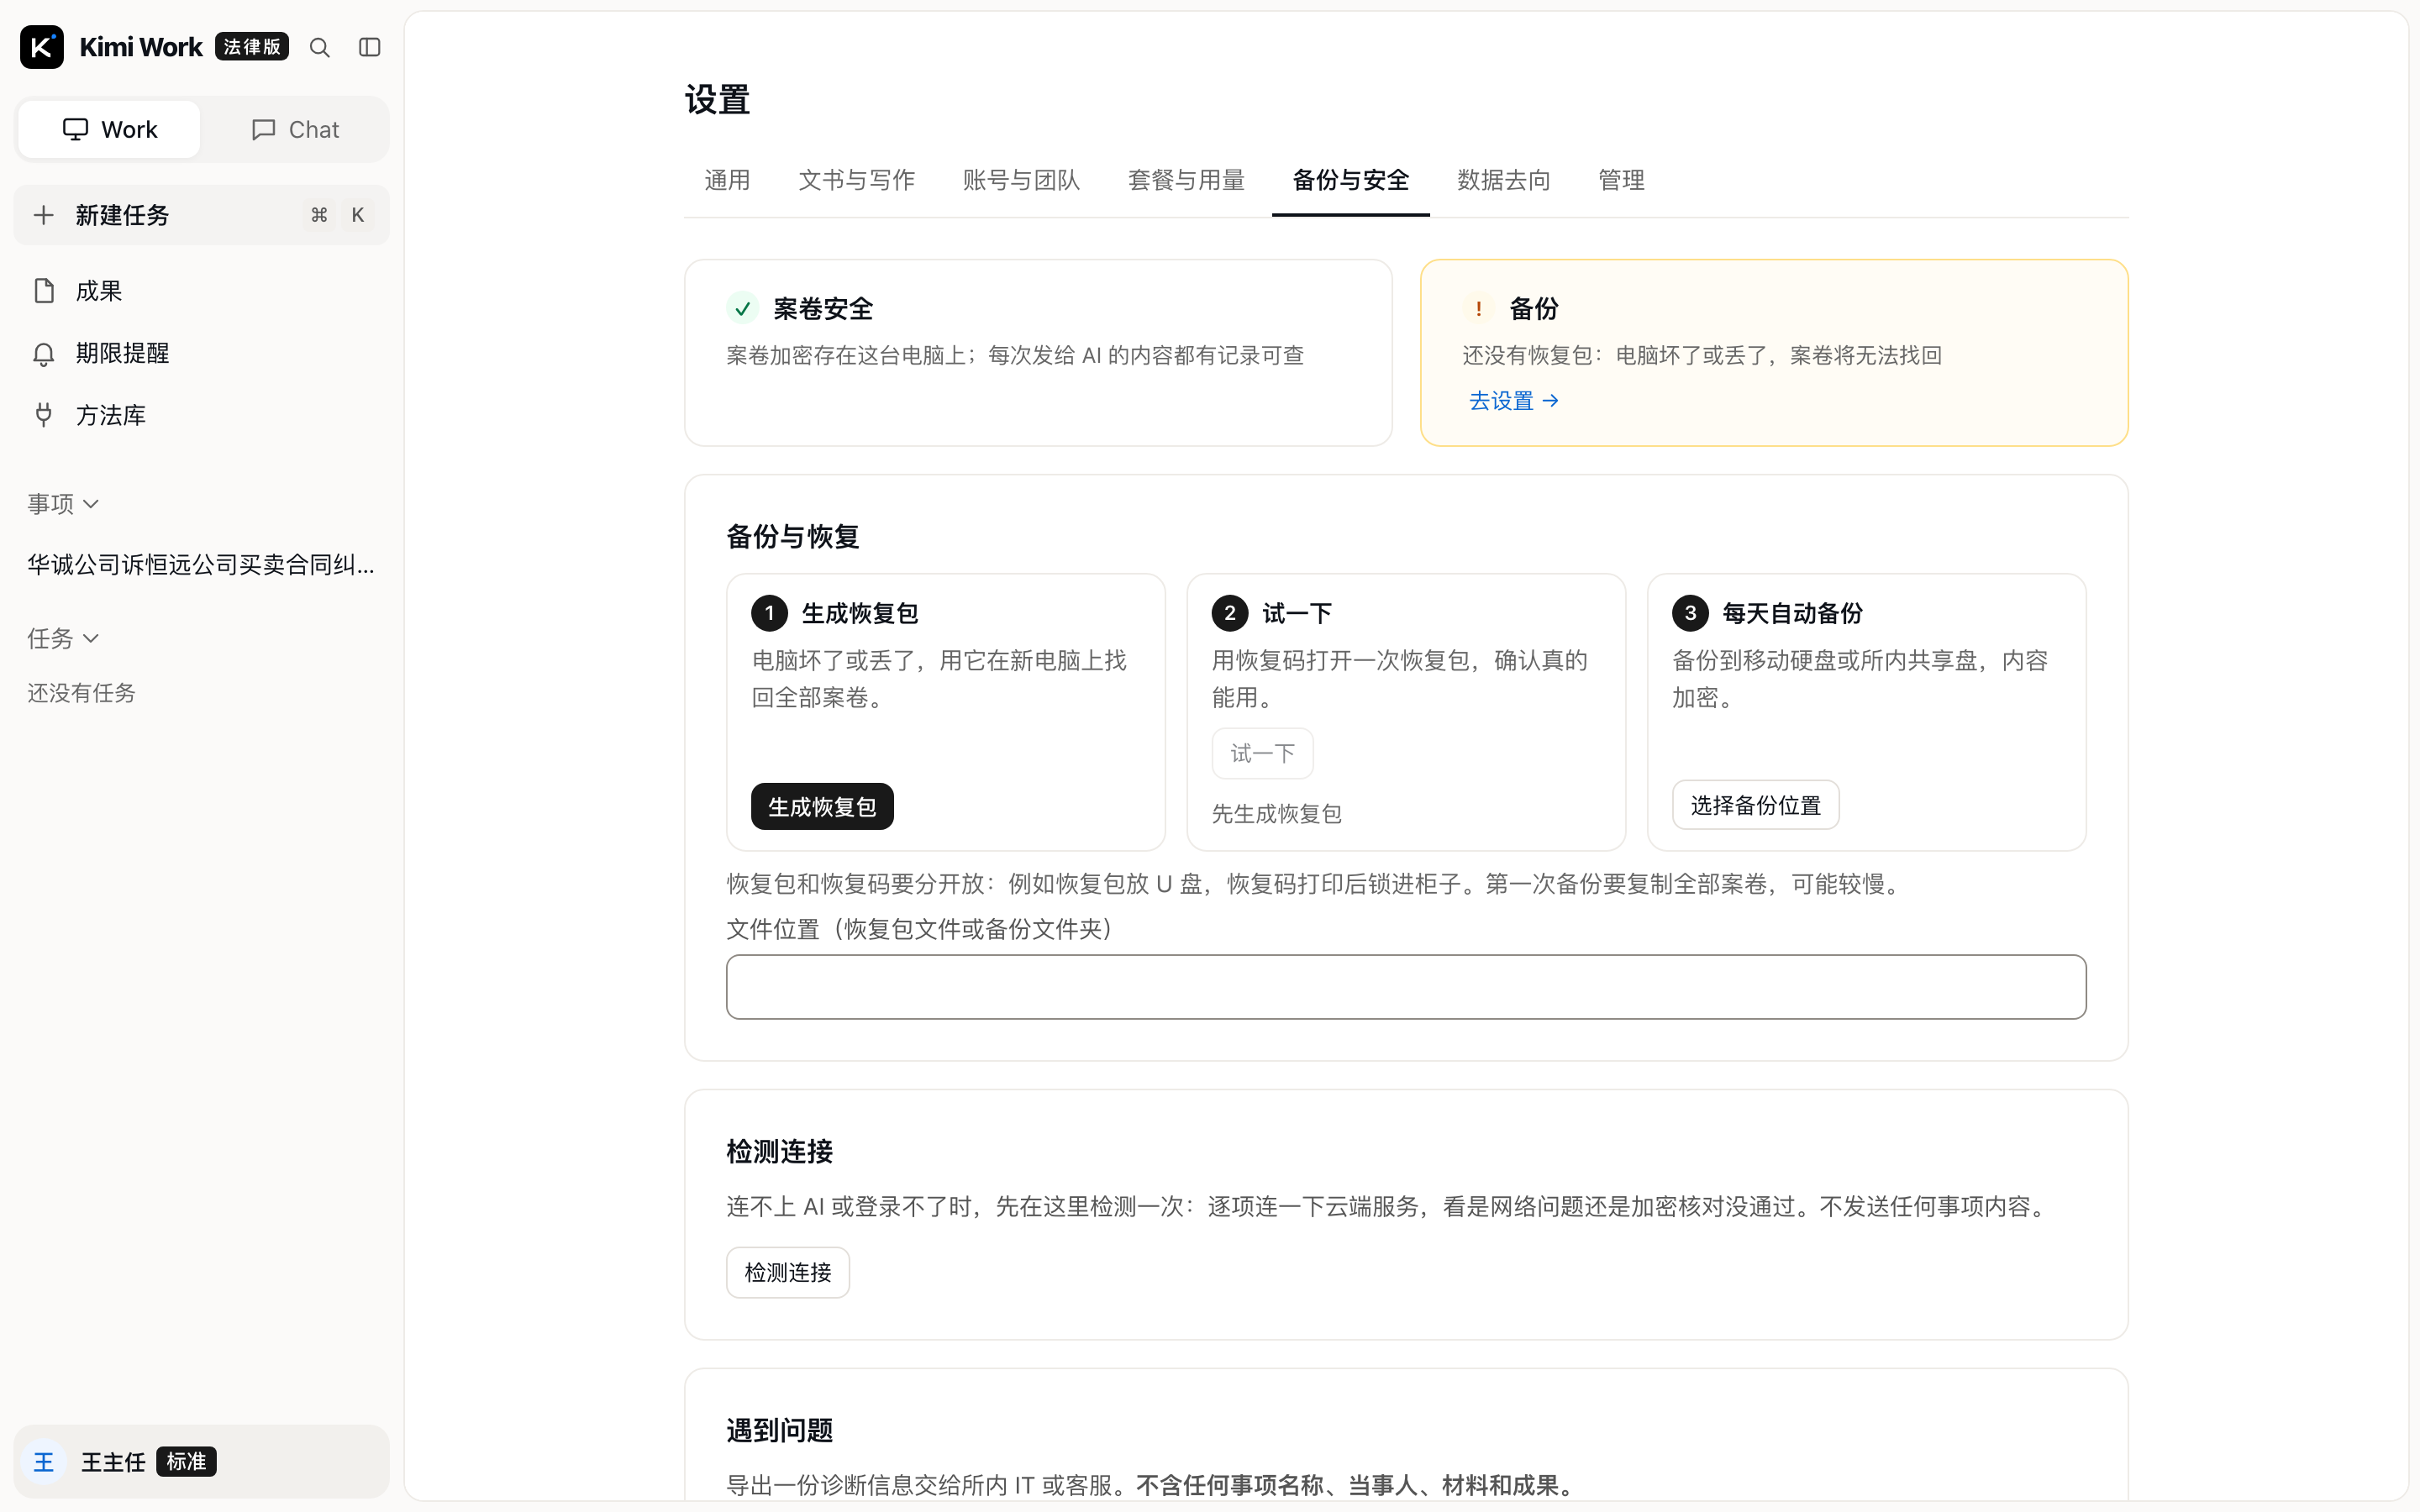 Kimi Work 法律版
Work
Chat
新建任务 ⌘ K
成果
期限提醒
方法库
事项
华诚公司诉恒远公司买卖合同纠...
任务
还没有任务
王 王主任 标准
设置
通用 文书与写作 账号与团队 套餐与用量 备份与安全 数据去向 管理
案卷安全
案卷加密存在这台电脑上；每次发给 AI 的内容都有记录可查
! 备份
还没有恢复包：电脑坏了或丢了，案卷将无法找回
去设置 →
备份与恢复
1 生成恢复包
电脑坏了或丢了，用它在新电脑上找
回全部案卷。
生成恢复包
2 试一下
用恢复码打开一次恢复包，确认真的
能用。
试一下
先生成恢复包
3 每天自动备份
备份到移动硬盘或所内共享盘，内容
加密。
选择备份位置
恢复包和恢复码要分开放：例如恢复包放 U 盘，恢复码打印后锁进柜子。第一次备份要复制全部案卷，可能较慢。
文件位置（恢复包文件或备份文件夹）
检测连接
连不上 AI 或登录不了时，先在这里检测一次：逐项连一下云端服务，看是网络问题还是加密核对没通过。不发送任何事项内容。
检测连接
遇到问题
导出一份诊断信息交给所内 IT 或客服。不含任何事项名称、当事人、材料和成果。